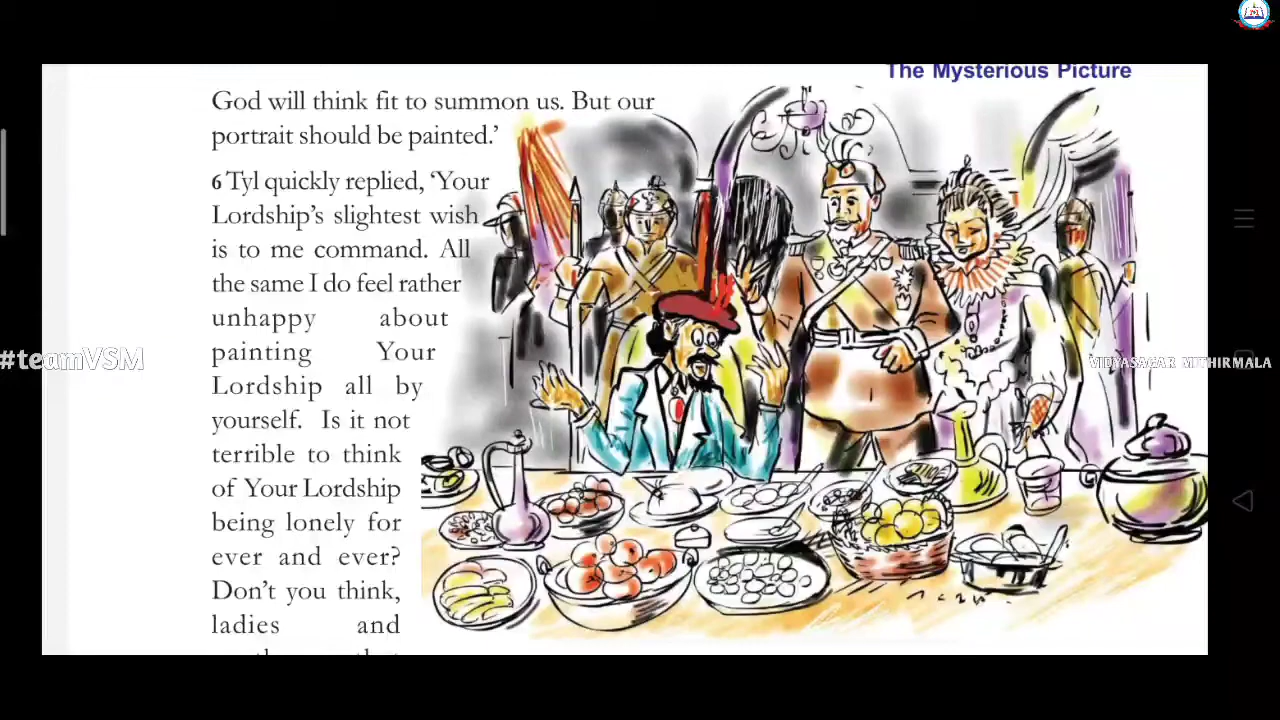 The Mysterious Picture
God will think fit to summon us. But our
portrait should be painted.’
6 Tyl quickly replied, ‘Your
Lordship’s slightest wish
is to me command. All
the same I do feel rather
unhappy about
painting Your
Lordship all by
yourself. Is it not
terrible to think
of Your Lordship
being lonely for
ever and ever?
Don’t you think,
ladies and
#teamVSM
VIDYASAGAR MITHIRMALA